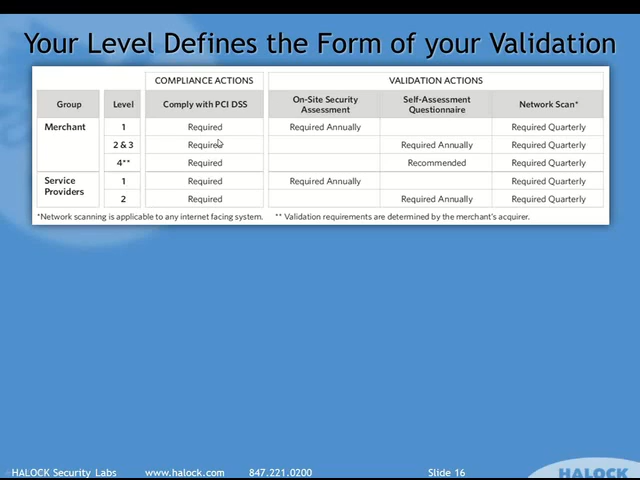 Your Level Defines the Form of your Validation
COMPLIANCE ACTIONS VALIDATION ACTIONS
Group Level Comply with PCI DSS On-Site Security Assessment Self-Assessment Questionnaire Network Scan*
Merchant 1 Required Required Annually Required Quarterly
2 & 3 Required Required Annually Required Quarterly
4** Required Recommended Required Quarterly
Service Providers 1 Required Required Annually Required Quarterly
2 Required Required Annually Required Quarterly
*Network scanning is applicable to any internet facing system. ** Validation requirements are determined by the merchant's acquirer.
HALOCK Security Labs www.halock.com 847.221.0200 Slide 16
HALOCK